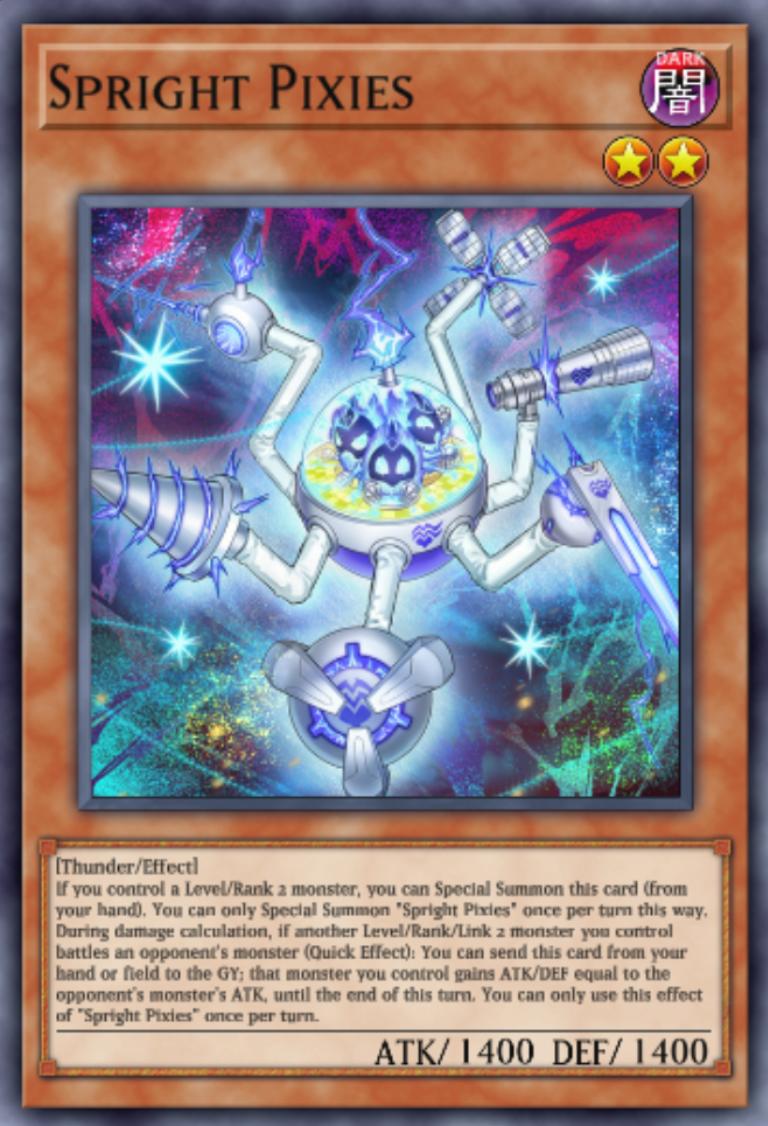 SPRIGHT PIXIES
DARK
闇
[Thunder/Effect]
If you control a Level/Rank 2 monster, you can Special Summon this card (from
your hand). You can only Special Summon "Spright Pixies" once per turn this way.
During damage calculation, if another Level/Rank/Link 2 monster you control
battles an opponent's monster (Quick Effect): You can send this card from your
hand or field to the GY; that monster you control gains ATK/DEF equal to the
opponent's monster's ATK, until the end of this turn. You can only use this effect
of "Spright Pixies" once per turn.
ATK/ 1400 DEF/ 1400